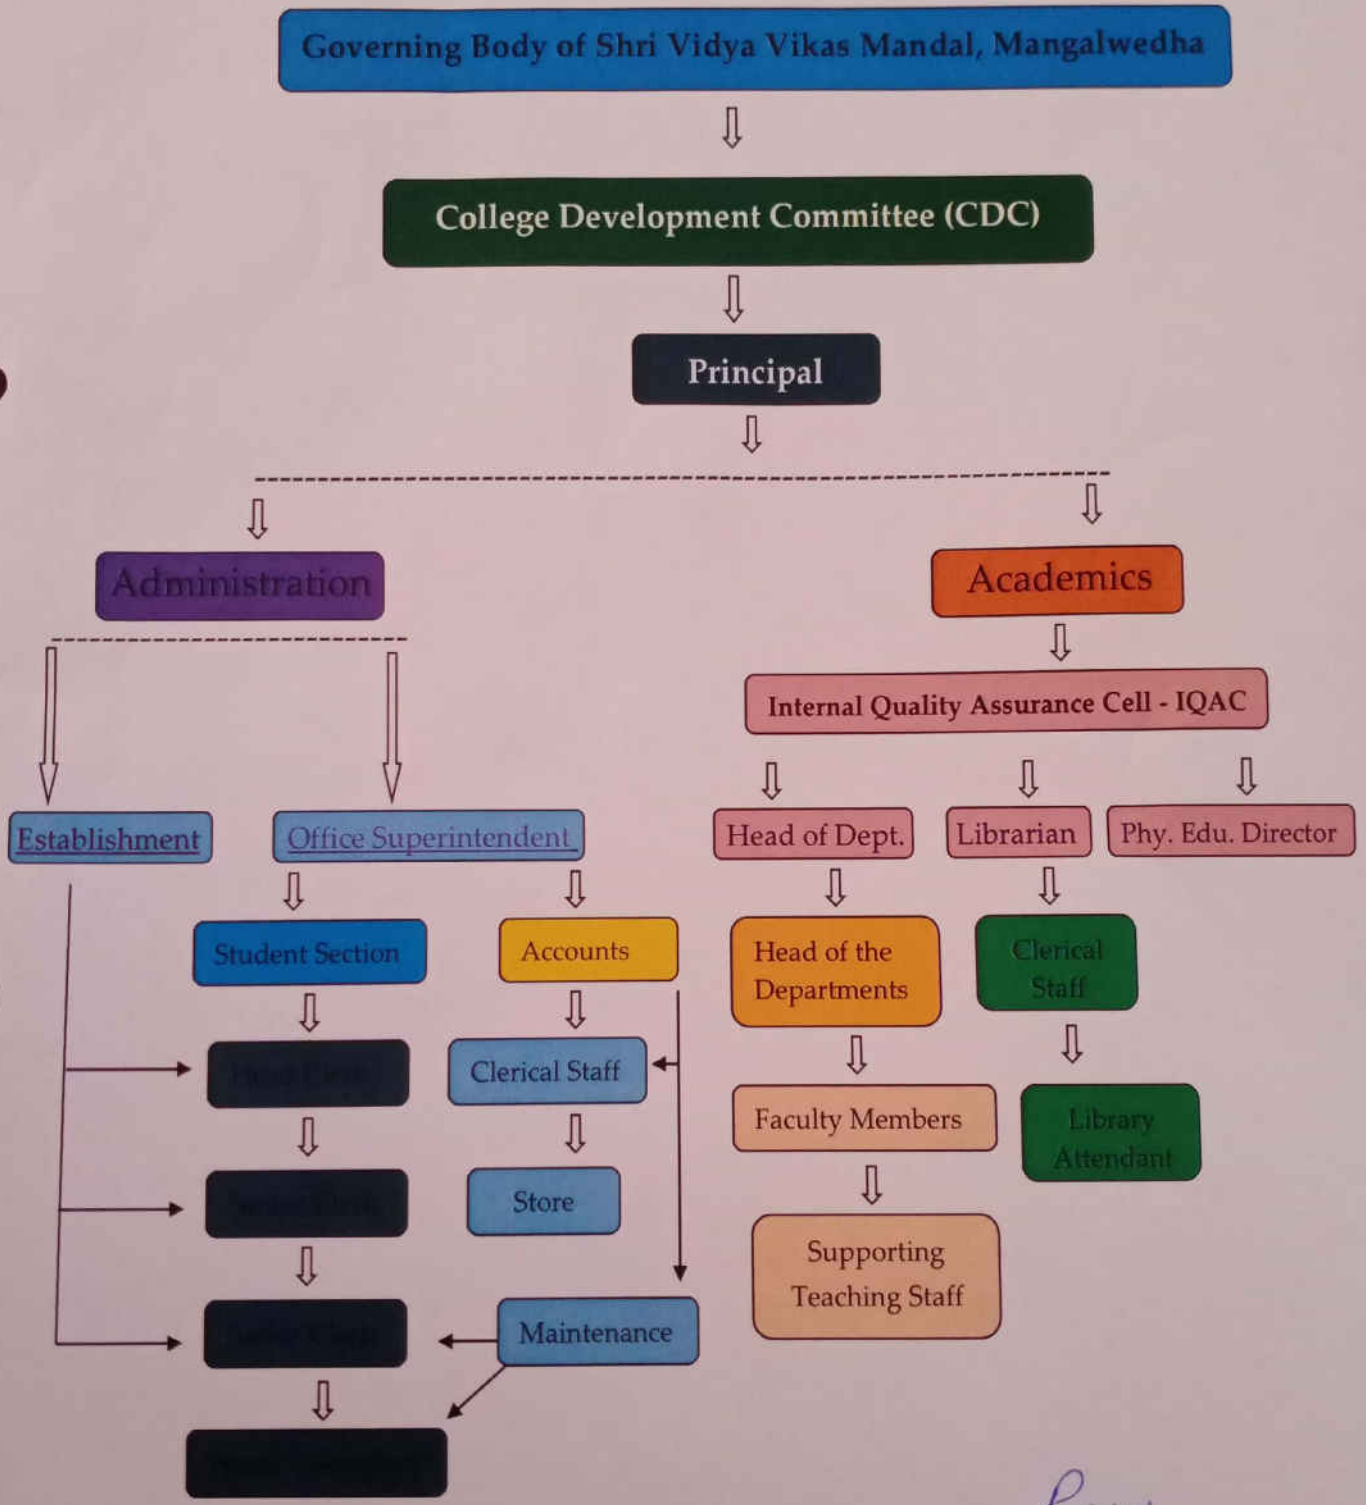 Governing Body of Shri Vidya Vikas Mandal, Mangalwedha
College Development Committee (CDC)
Principal
Administration
Academics
Internal Quality Assurance Cell - IQAC
Establishment
Office Superintendent
Head of Dept.
Librarian
Phy. Edu. Director
Student Section
Accounts
Head of the
Departments
Clerical
Staff
Head Clerk
Clerical Staff
Faculty Members
Library
Attendant
Store
Supporting
Teaching Staff
Maintenance